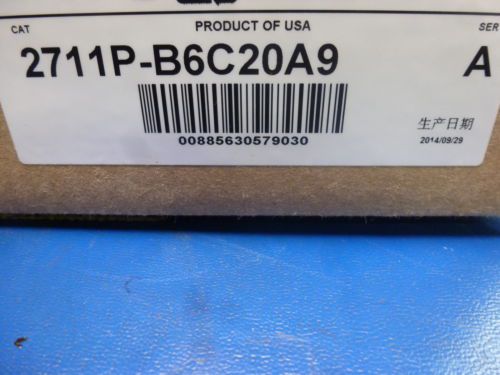 CAT
PRODUCT OF USA
SER
2711P-B6C20A9
A
00885630579030
生产日期
2014/09/29